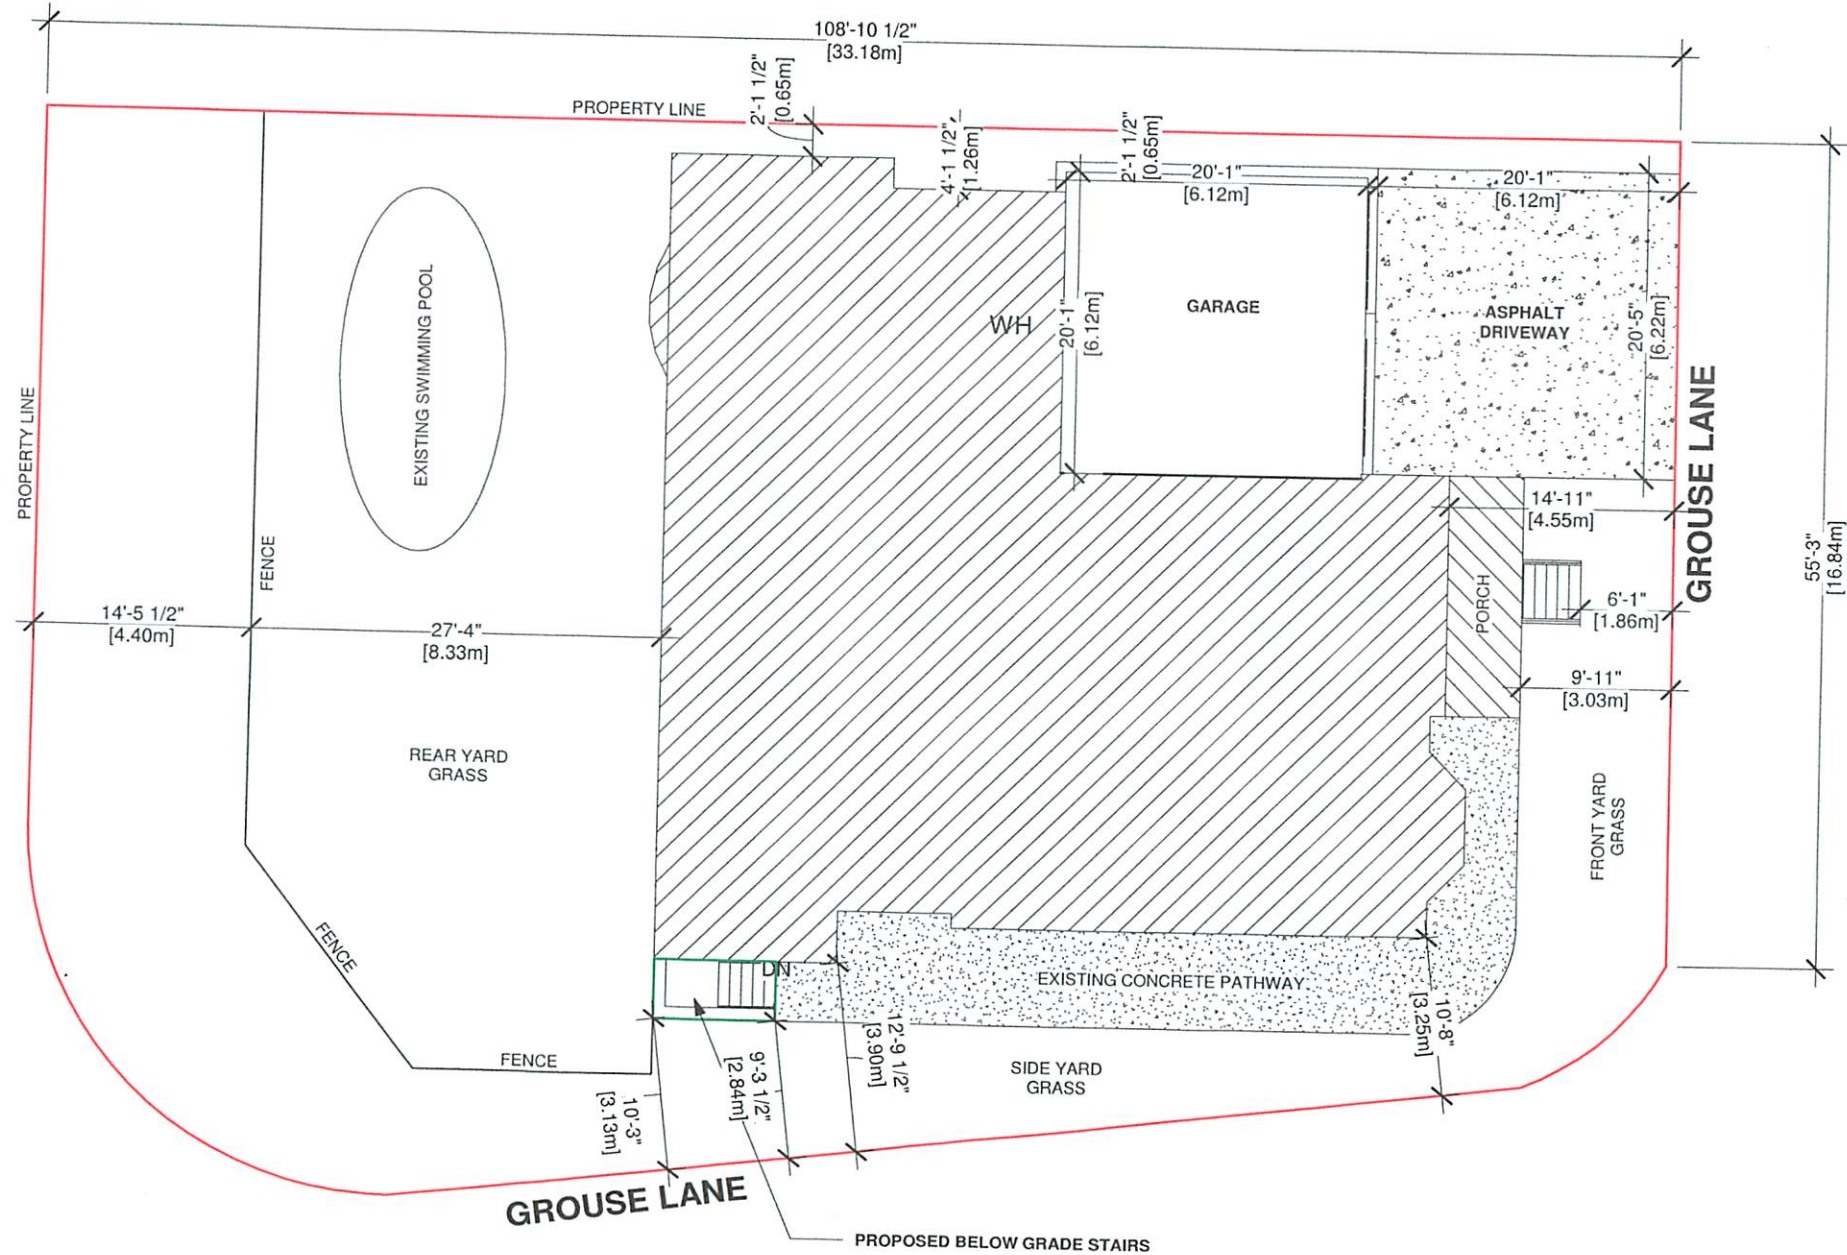 108'-10 1/2"
[33.18m]
PROPERTY LINE
2'-1 1/2"
[0.65m]
4'-1 1/2"
[1.26m]
2'-1 1/2"
[0.65m]
20'-1"
[6.12m]
20'-1"
[6.12m]
EXISTING SWIMMING POOL
WH
20'-1"
[6.12m]
GARAGE
ASPHALT
DRIVEWAY
20'-5"
[6.22m]
GROUSE LANE
55'-3"
[16.84m]
PROPERTY LINE
FENCE
14'-11"
[4.55m]
PORCH
6'-1"
[1.86m]
14'-5 1/2"
[4.40m]
27'-4"
[8.33m]
9'-11"
[3.03m]
REAR YARD
GRASS
FRONT YARD
GRASS
FENCE
DN
EXISTING CONCRETE PATHWAY
10'-8"
[3.25m]
12'-9 1/2"
[3.90m]
9'-3 1/2"
[2.84m]
10'-3"
[3.13m]
FENCE
SIDE YARD
GRASS
GROUSE LANE
PROPOSED BELOW GRADE STAIRS